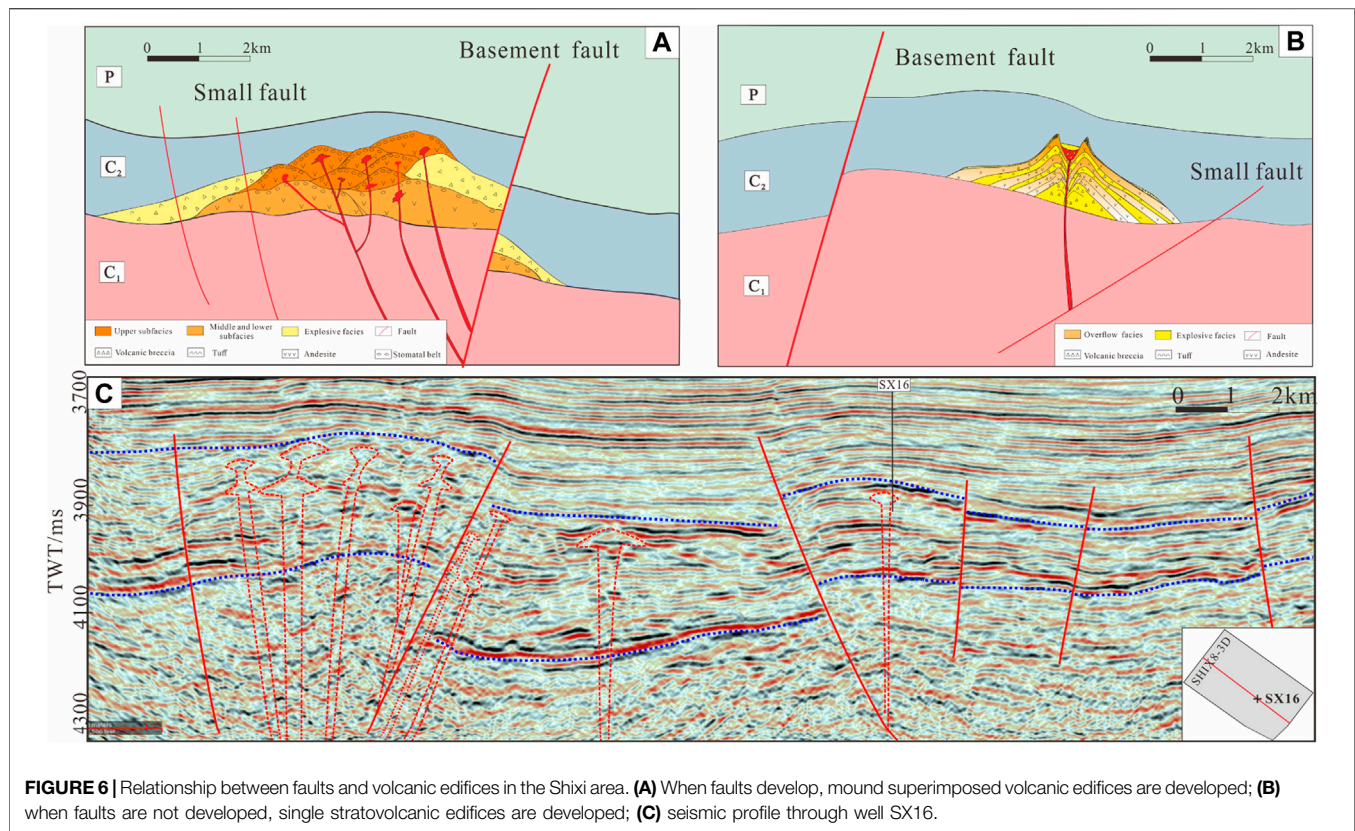 0 1 2km
Basement fault
A
P
Small fault
C2
C1
Upper subfacies
Middle and lower subfacies
Explosive facies
Fault
Volcanic breccia
Tuff
Andesite
Stomatal belt
B
0 1 2km
Basement fault
P
C2
Small fault
C1
Overflow facies
Explosive facies
Fault
Volcanic breccia
Tuff
Andesite
C
SX16
0 1 2km
TWT/ms
3700
3900
4100
4300
SHIX8-3D
+SX16
FIGURE 6 | Relationship between faults and volcanic edifices in the Shixi area. (A) When faults develop, mound superimposed volcanic edifices are developed; (B)
when faults are not developed, single stratovolcanic edifices are developed; (C) seismic profile through well SX16.